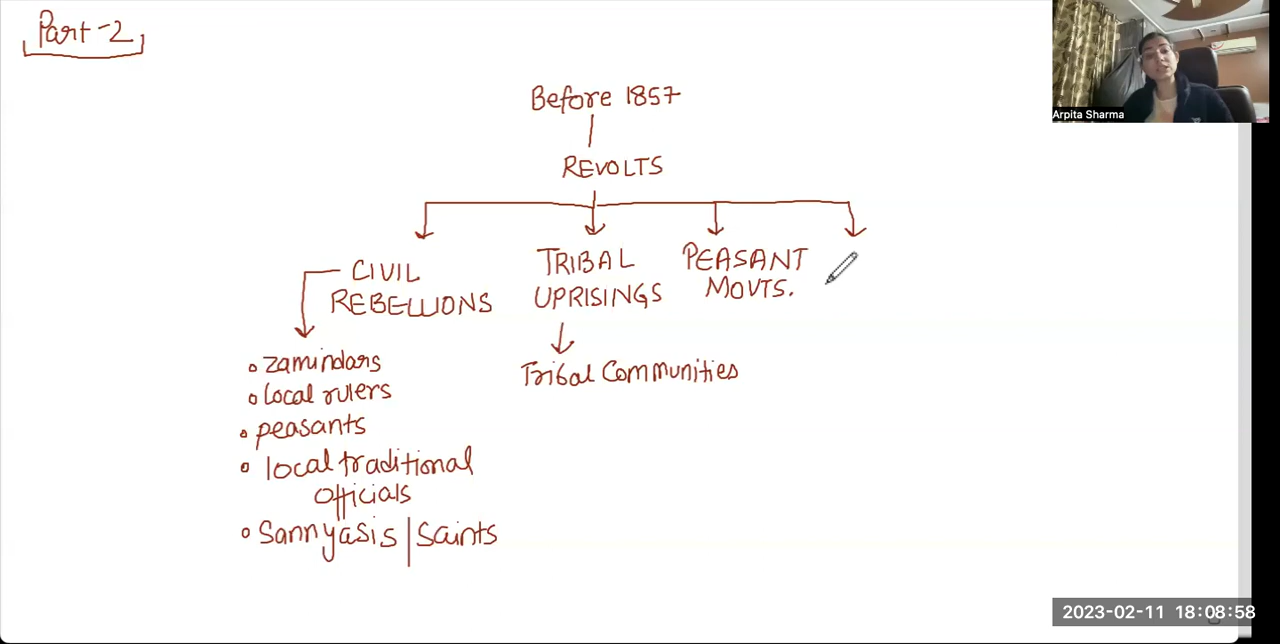 Part-2
Arpita Sharma
Before 1857
REVOLTS
CIVIL
REBELLIONS
TRIBAL
UPRISINGS
PEASANT
MOVTS.
• zamindars
• local rulers
• peasants
• local traditional
officials
• Sannyasis | Saints
Tribal Communities
2023-02-11 18:08:58